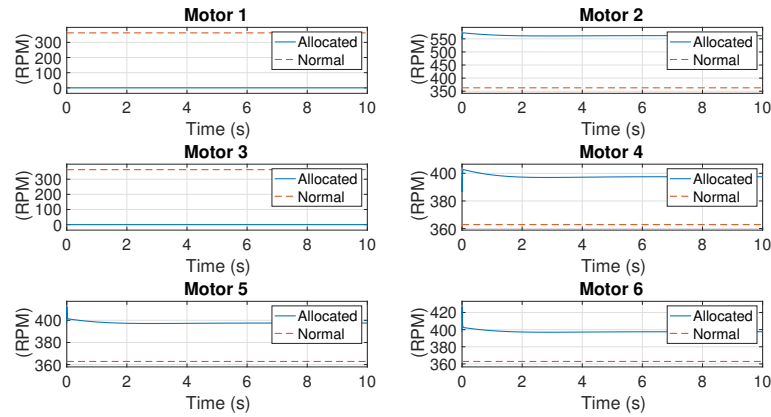 Motor 1
300
200
100
0
(RPM)
Allocated
Normal
0 2 4 6 8 10
Time (s)
Motor 2
550
500
450
400
350
(RPM)
Allocated
Normal
0 2 4 6 8 10
Time (s)
Motor 3
300
200
100
0
(RPM)
Allocated
Normal
0 2 4 6 8 10
Time (s)
Motor 4
400
380
360
(RPM)
Allocated
Normal
0 2 4 6 8 10
Time (s)
Motor 5
400
380
360
(RPM)
Allocated
Normal
0 2 4 6 8 10
Time (s)
Motor 6
420
400
380
360
(RPM)
Allocated
Normal
0 2 4 6 8 10
Time (s)